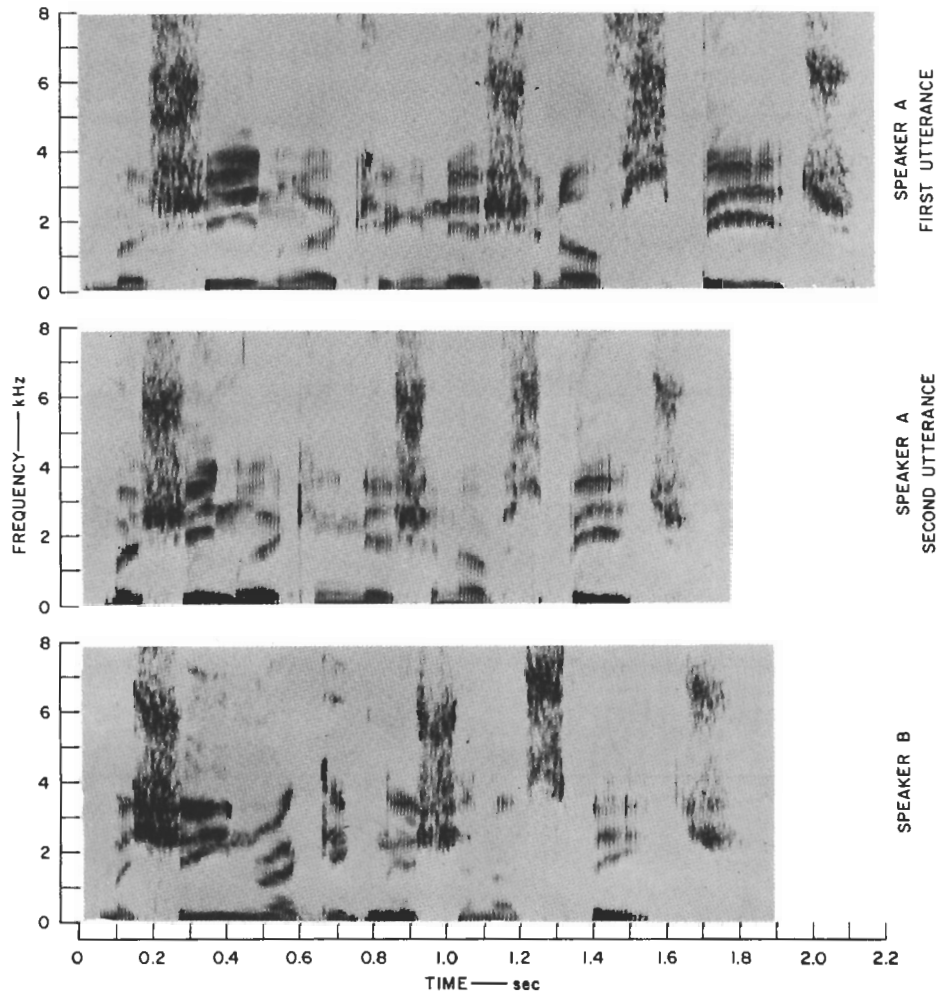 8
6
4
2
0
SPEAKER A
FIRST UTTERANCE
8
6
4
2
0
FREQUENCY — kHz
SPEAKER A
SECOND UTTERANCE
8
6
4
2
0
SPEAKER B
0 0.2 0.4 0.6 0.8 1.0 1.2 1.4 1.6 1.8 2.0 2.2
TIME — sec